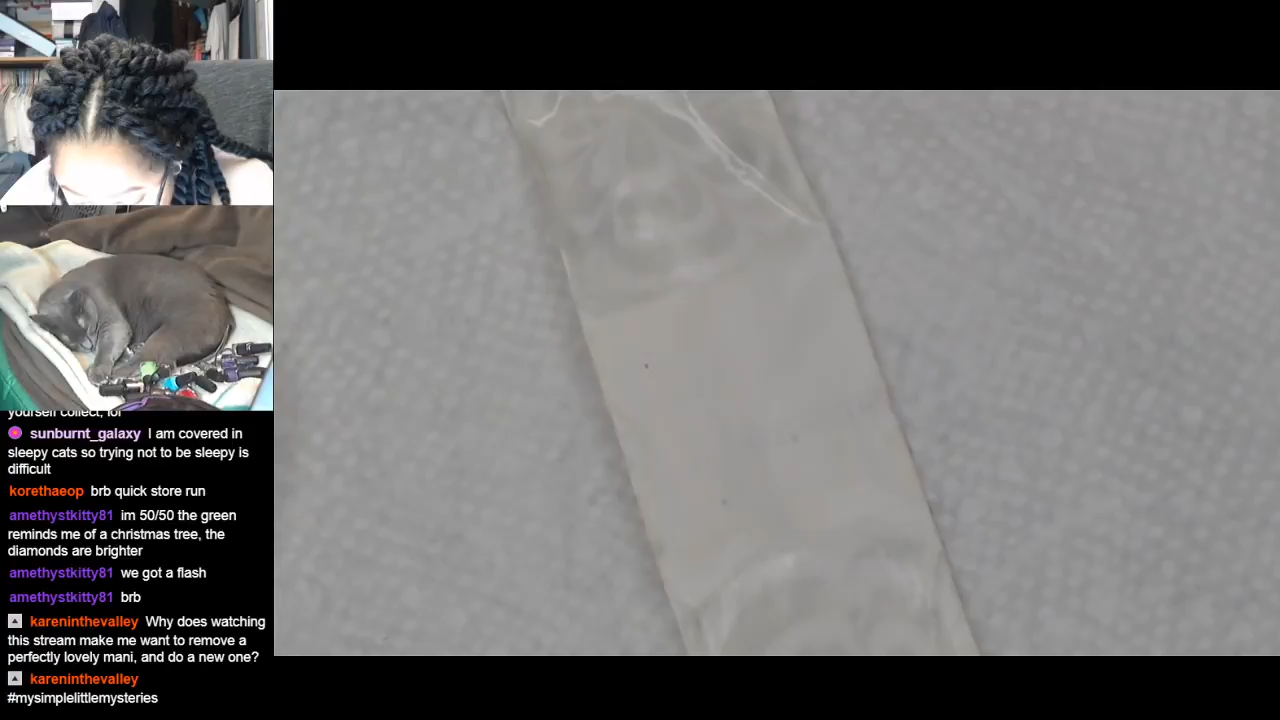 sunburnt_galaxy I am covered in
sleepy cats so trying not to be sleepy is
difficult
korethaeop brb quick store run
amethystkitty81 im 50/50 the green
reminds me of a christmas tree, the
diamonds are brighter
amethystkitty81 we got a flash
amethystkitty81 brb
kareninthevalley Why does watching
this stream make me want to remove a
perfectly lovely mani, and do a new one?
kareninthevalley
#mysimplelittlemysteries